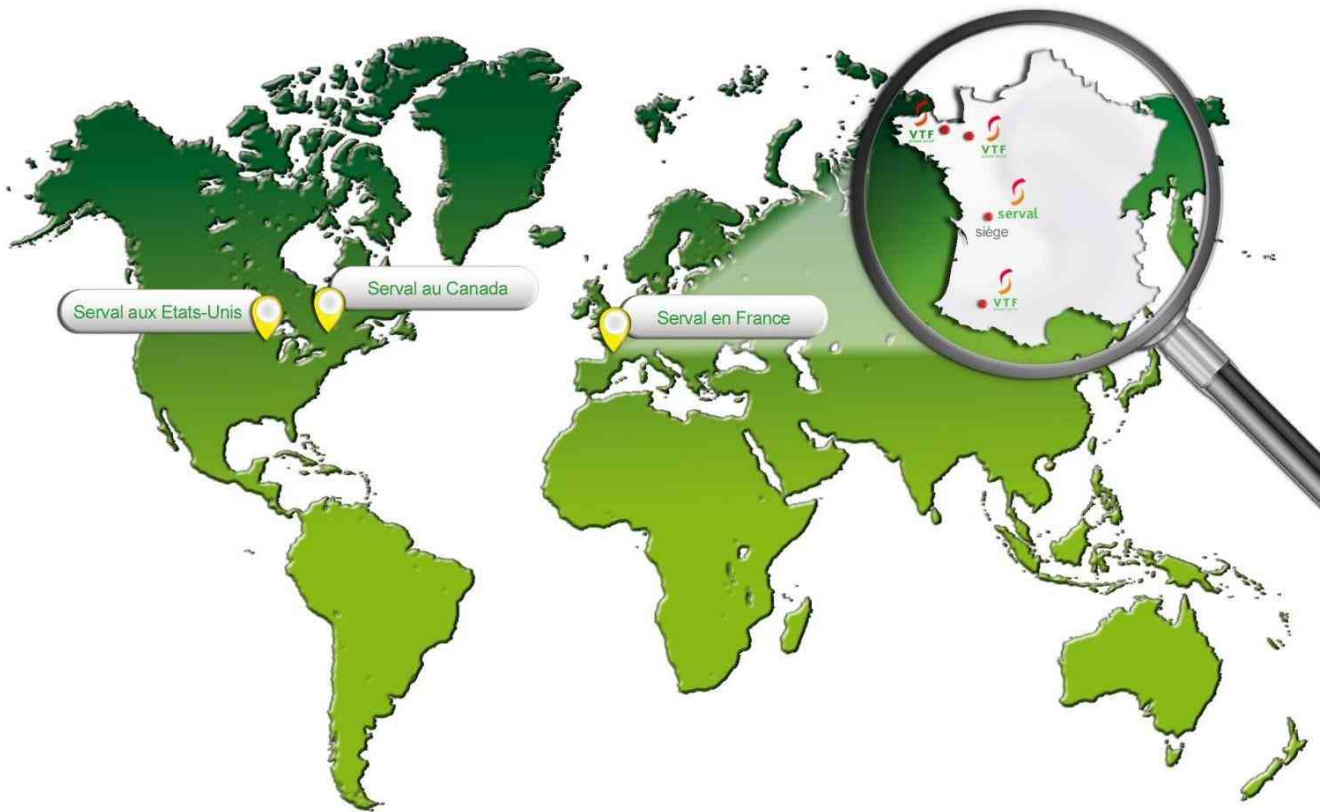 Serval aux Etats-Unis
Serval au Canada
Serval en France
VTF
VTF
serval
siège
VTF